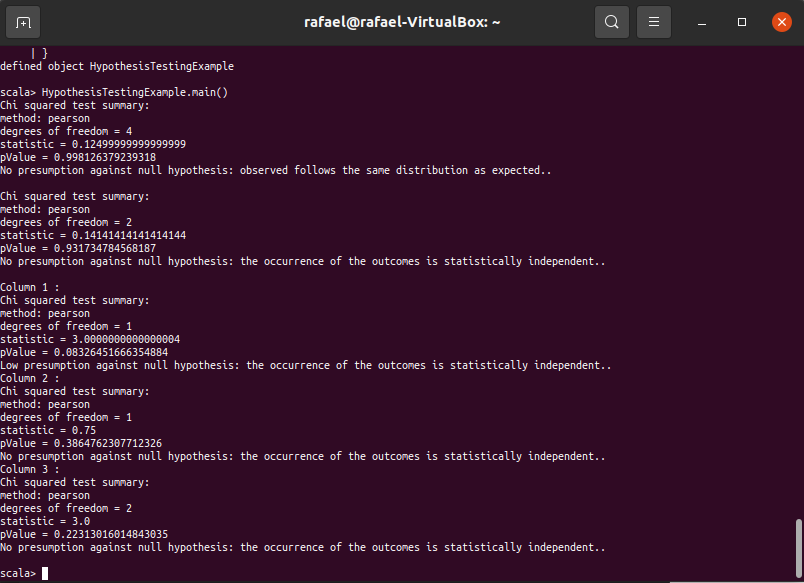 rafael@rafael-VirtualBox: ~
| }
defined object HypothesisTestingExample
scala> HypothesisTestingExample.main()
Chi squared test summary:
method: pearson
degrees of freedom = 4
statistic = 0.12499999999999999
pValue = 0.998126379239318
No presumption against null hypothesis: observed follows the same distribution as expected..
Chi squared test summary:
method: pearson
degrees of freedom = 2
statistic = 0.14141414141414144
pValue = 0.931734784568187
No presumption against null hypothesis: the occurrence of the outcomes is statistically independent..
Column 1 :
Chi squared test summary:
method: pearson
degrees of freedom = 1
statistic = 3.0000000000000004
pValue = 0.08326451666354884
Low presumption against null hypothesis: the occurrence of the outcomes is statistically independent..
Column 2 :
Chi squared test summary:
method: pearson
degrees of freedom = 1
statistic = 0.75
pValue = 0.3864762307712326
No presumption against null hypothesis: the occurrence of the outcomes is statistically independent..
Column 3 :
Chi squared test summary:
method: pearson
degrees of freedom = 2
statistic = 3.0
pValue = 0.22313016014843035
No presumption against null hypothesis: the occurrence of the outcomes is statistically independent..
scala>